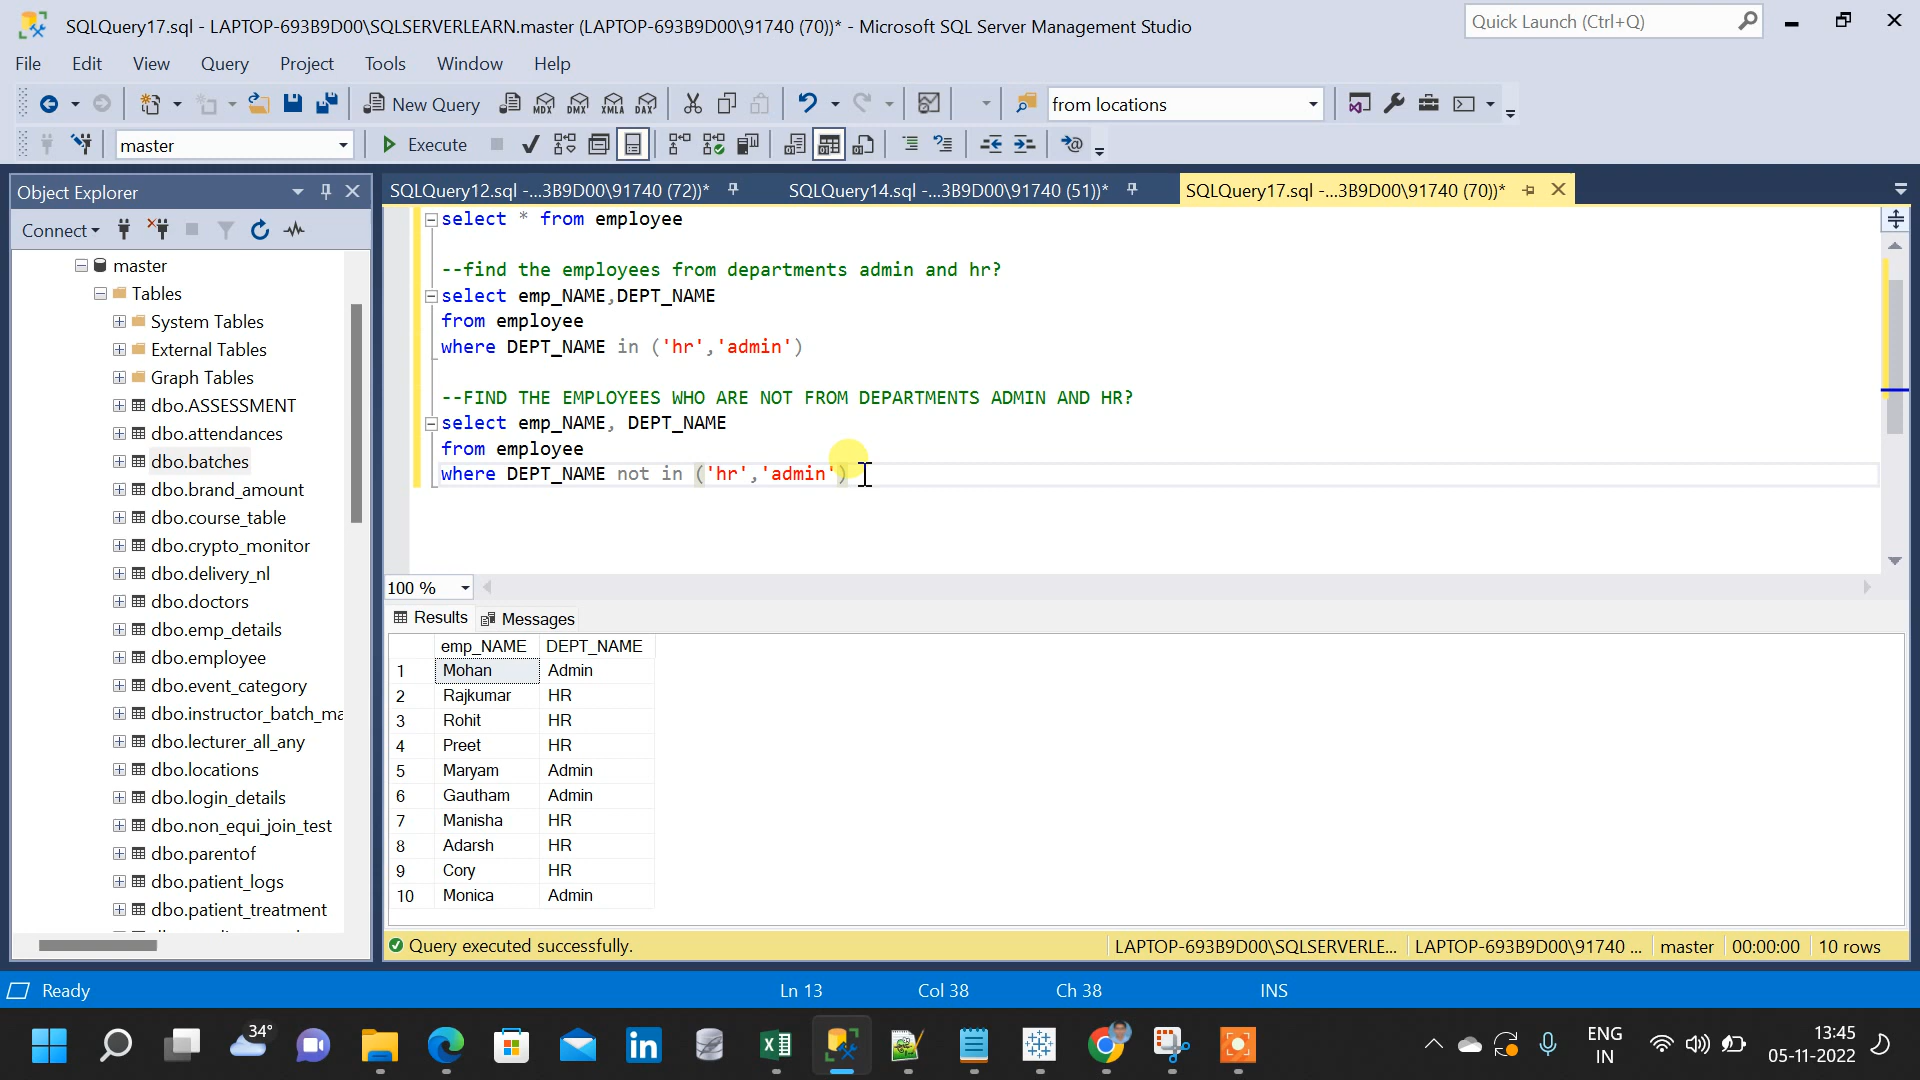 SQLQuery17.sql - LAPTOP-693B9D00\SQLSERVERLEARN.master (LAPTOP-693B9D00\91740 (70))* - Microsoft SQL Server Management Studio
Quick Launch (Ctrl+Q)
File Edit View Query Project Tools Window Help
New Query
MDX DMX XMLA DAX
from locations
master
Execute
Object Explorer
SQLQuery12.sql -...3B9D00\91740 (72))*
SQLQuery14.sql -...3B9D00\91740 (51))*
SQLQuery17.sql -...3B9D00\91740 (70))*
Connect
master
Tables
System Tables
External Tables
Graph Tables
dbo.ASSESSMENT
dbo.attendances
dbo.batches
dbo.brand_amount
dbo.course_table
dbo.crypto_monitor
dbo.delivery_nl
dbo.doctors
dbo.emp_details
dbo.employee
dbo.event_category
dbo.instructor_batch_ma
dbo.lecturer_all_any
dbo.locations
dbo.login_details
dbo.non_equi_join_test
dbo.parentof
dbo.patient_logs
dbo.patient_treatment
select * from employee
--find the employees from departments admin and hr?
select emp_NAME,DEPT_NAME
from employee
where DEPT_NAME in ('hr','admin')
--FIND THE EMPLOYEES WHO ARE NOT FROM DEPARTMENTS ADMIN AND HR?
select emp_NAME, DEPT_NAME
from employee
where DEPT_NAME not in ('hr','admin')
100 %
Results Messages
emp_NAME DEPT_NAME
1 Mohan Admin
2 Rajkumar HR
3 Rohit HR
4 Preet HR
5 Maryam Admin
6 Gautham Admin
7 Manisha HR
8 Adarsh HR
9 Cory HR
10 Monica Admin
Query executed successfully.
LAPTOP-693B9D00\SQLSERVERLE... LAPTOP-693B9D00\91740 ... master 00:00:00 10 rows
Ready
Ln 13 Col 38 Ch 38 INS
34°
in
ENG
IN
13:45
05-11-2022